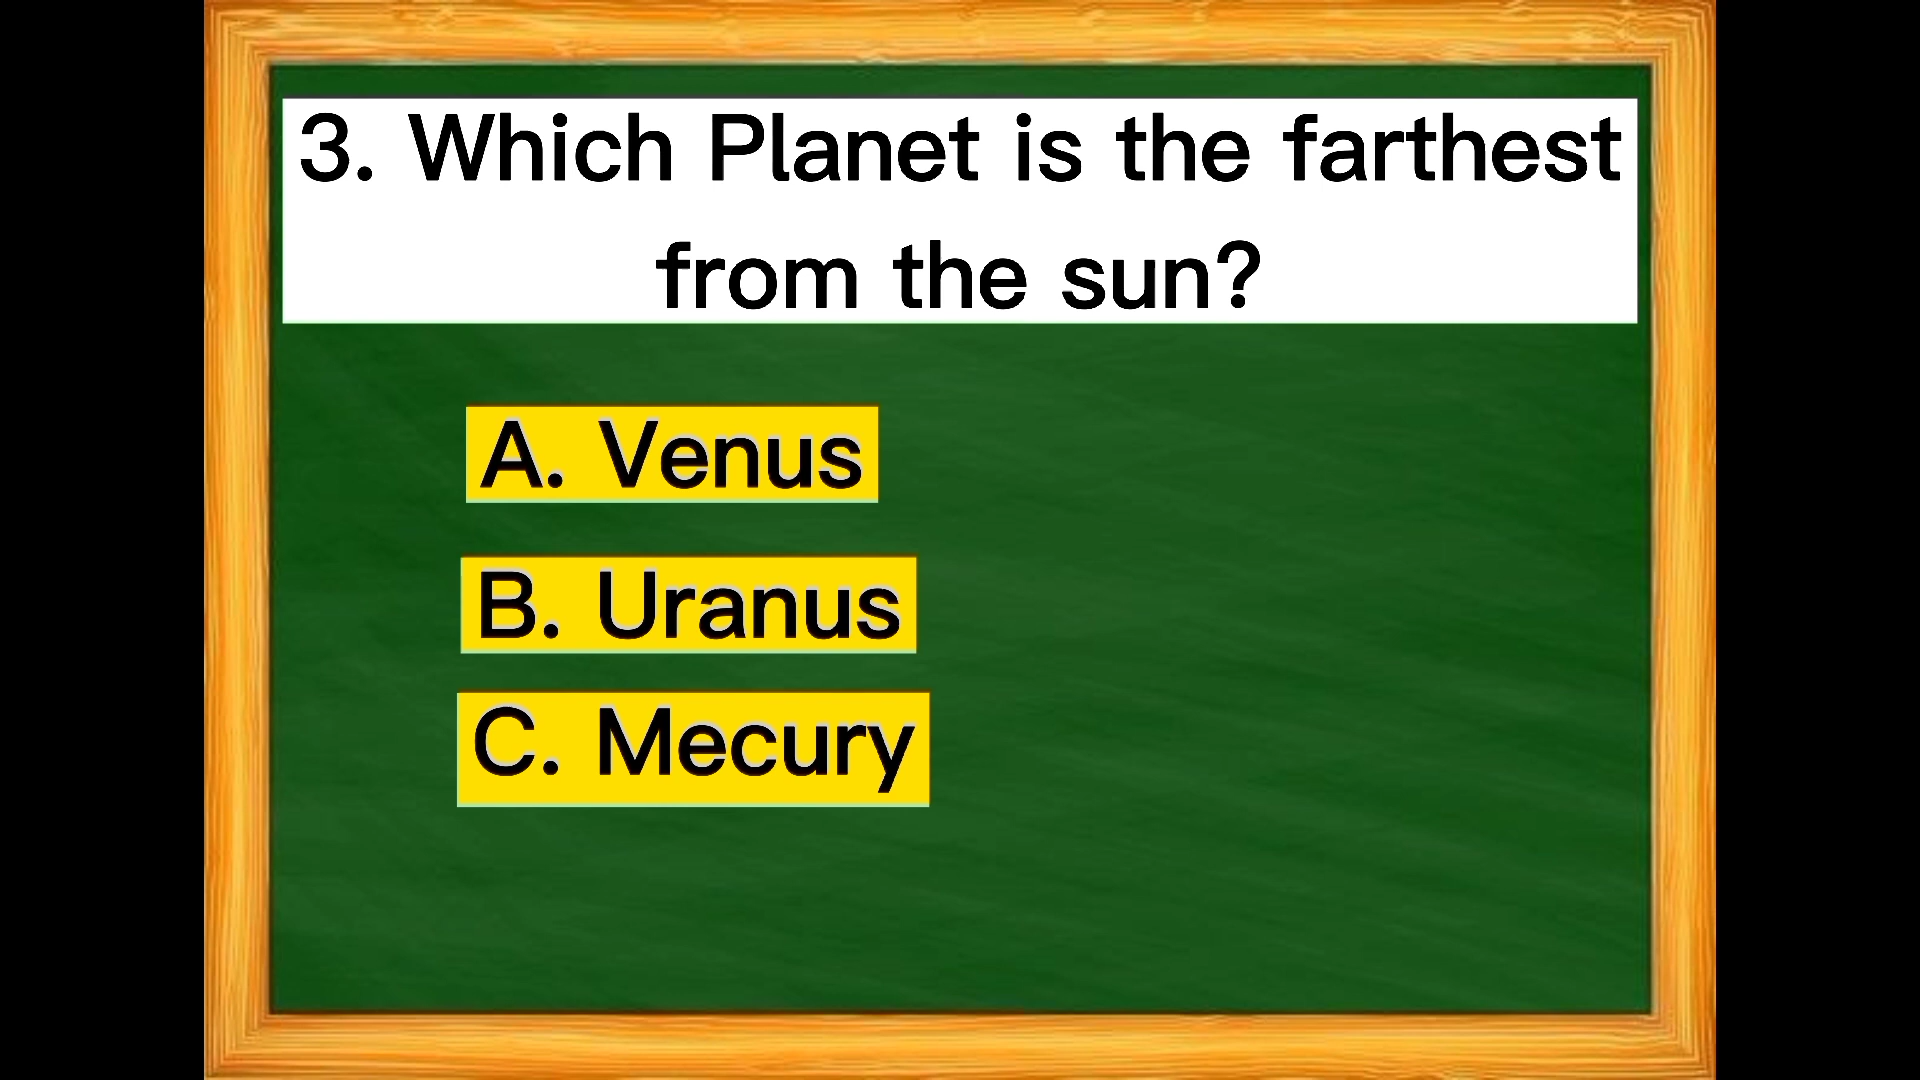 3. Which Planet is the farthest
from the sun?
A. Venus
B. Uranus
C. Mecury